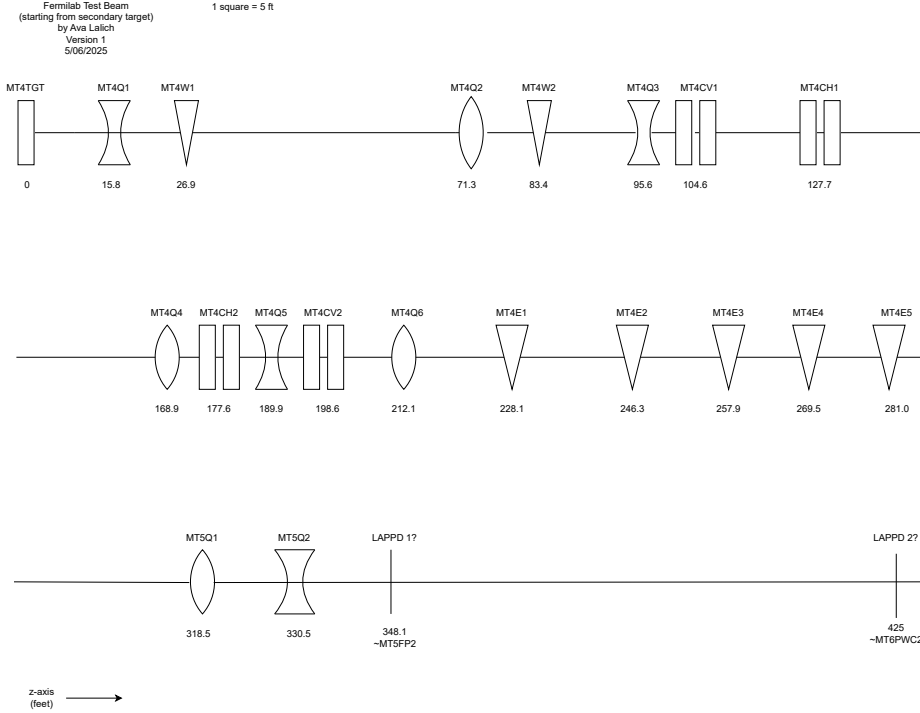 Fermilab Test Beam
(starting from secondary target)
by Ava Lalich
Version 1
5/06/2025
1 square = 5 ft
MT4TGT MT4Q1 MT4W1 MT4Q2 MT4W2 MT4Q3 MT4CV1 MT4CH1
0 15.8 26.9 71.3 83.4 95.6 104.6 127.7
MT4Q4 MT4CH2 MT4Q5 MT4CV2 MT4Q6 MT4E1 MT4E2 MT4E3 MT4E4 MT4E5
168.9 177.6 189.9 198.6 212.1 228.1 246.3 257.9 269.5 281.0
MT5Q1 MT5Q2 LAPPD 1? LAPPD 2?
318.5 330.5 348.1 425
~MT5FP2 ~MT6PWC2
z-axis
(feet)